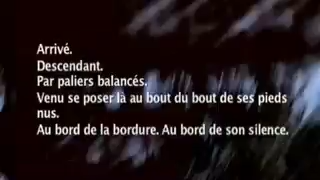 Arrivé.
Descendant.
Par paliers balancés.
Venu se poser là au bout du bout de ses pieds
nus.
Au bord de la bordure. Au bord de son silence.